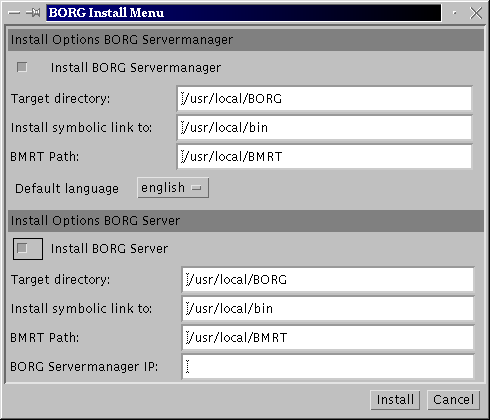 BORG Install Menu
Install Options BORG Servermanager
Install BORG Servermanager
Target directory: /usr/local/BORG
Install symbolic link to: /usr/local/bin
BMRT Path: /usr/local/BMRT
Default language english
Install Options BORG Server
Install BORG Server
Target directory: /usr/local/BORG
Install symbolic link to: /usr/local/bin
BMRT Path: /usr/local/BMRT
BORG Servermanager IP:
Install Cancel